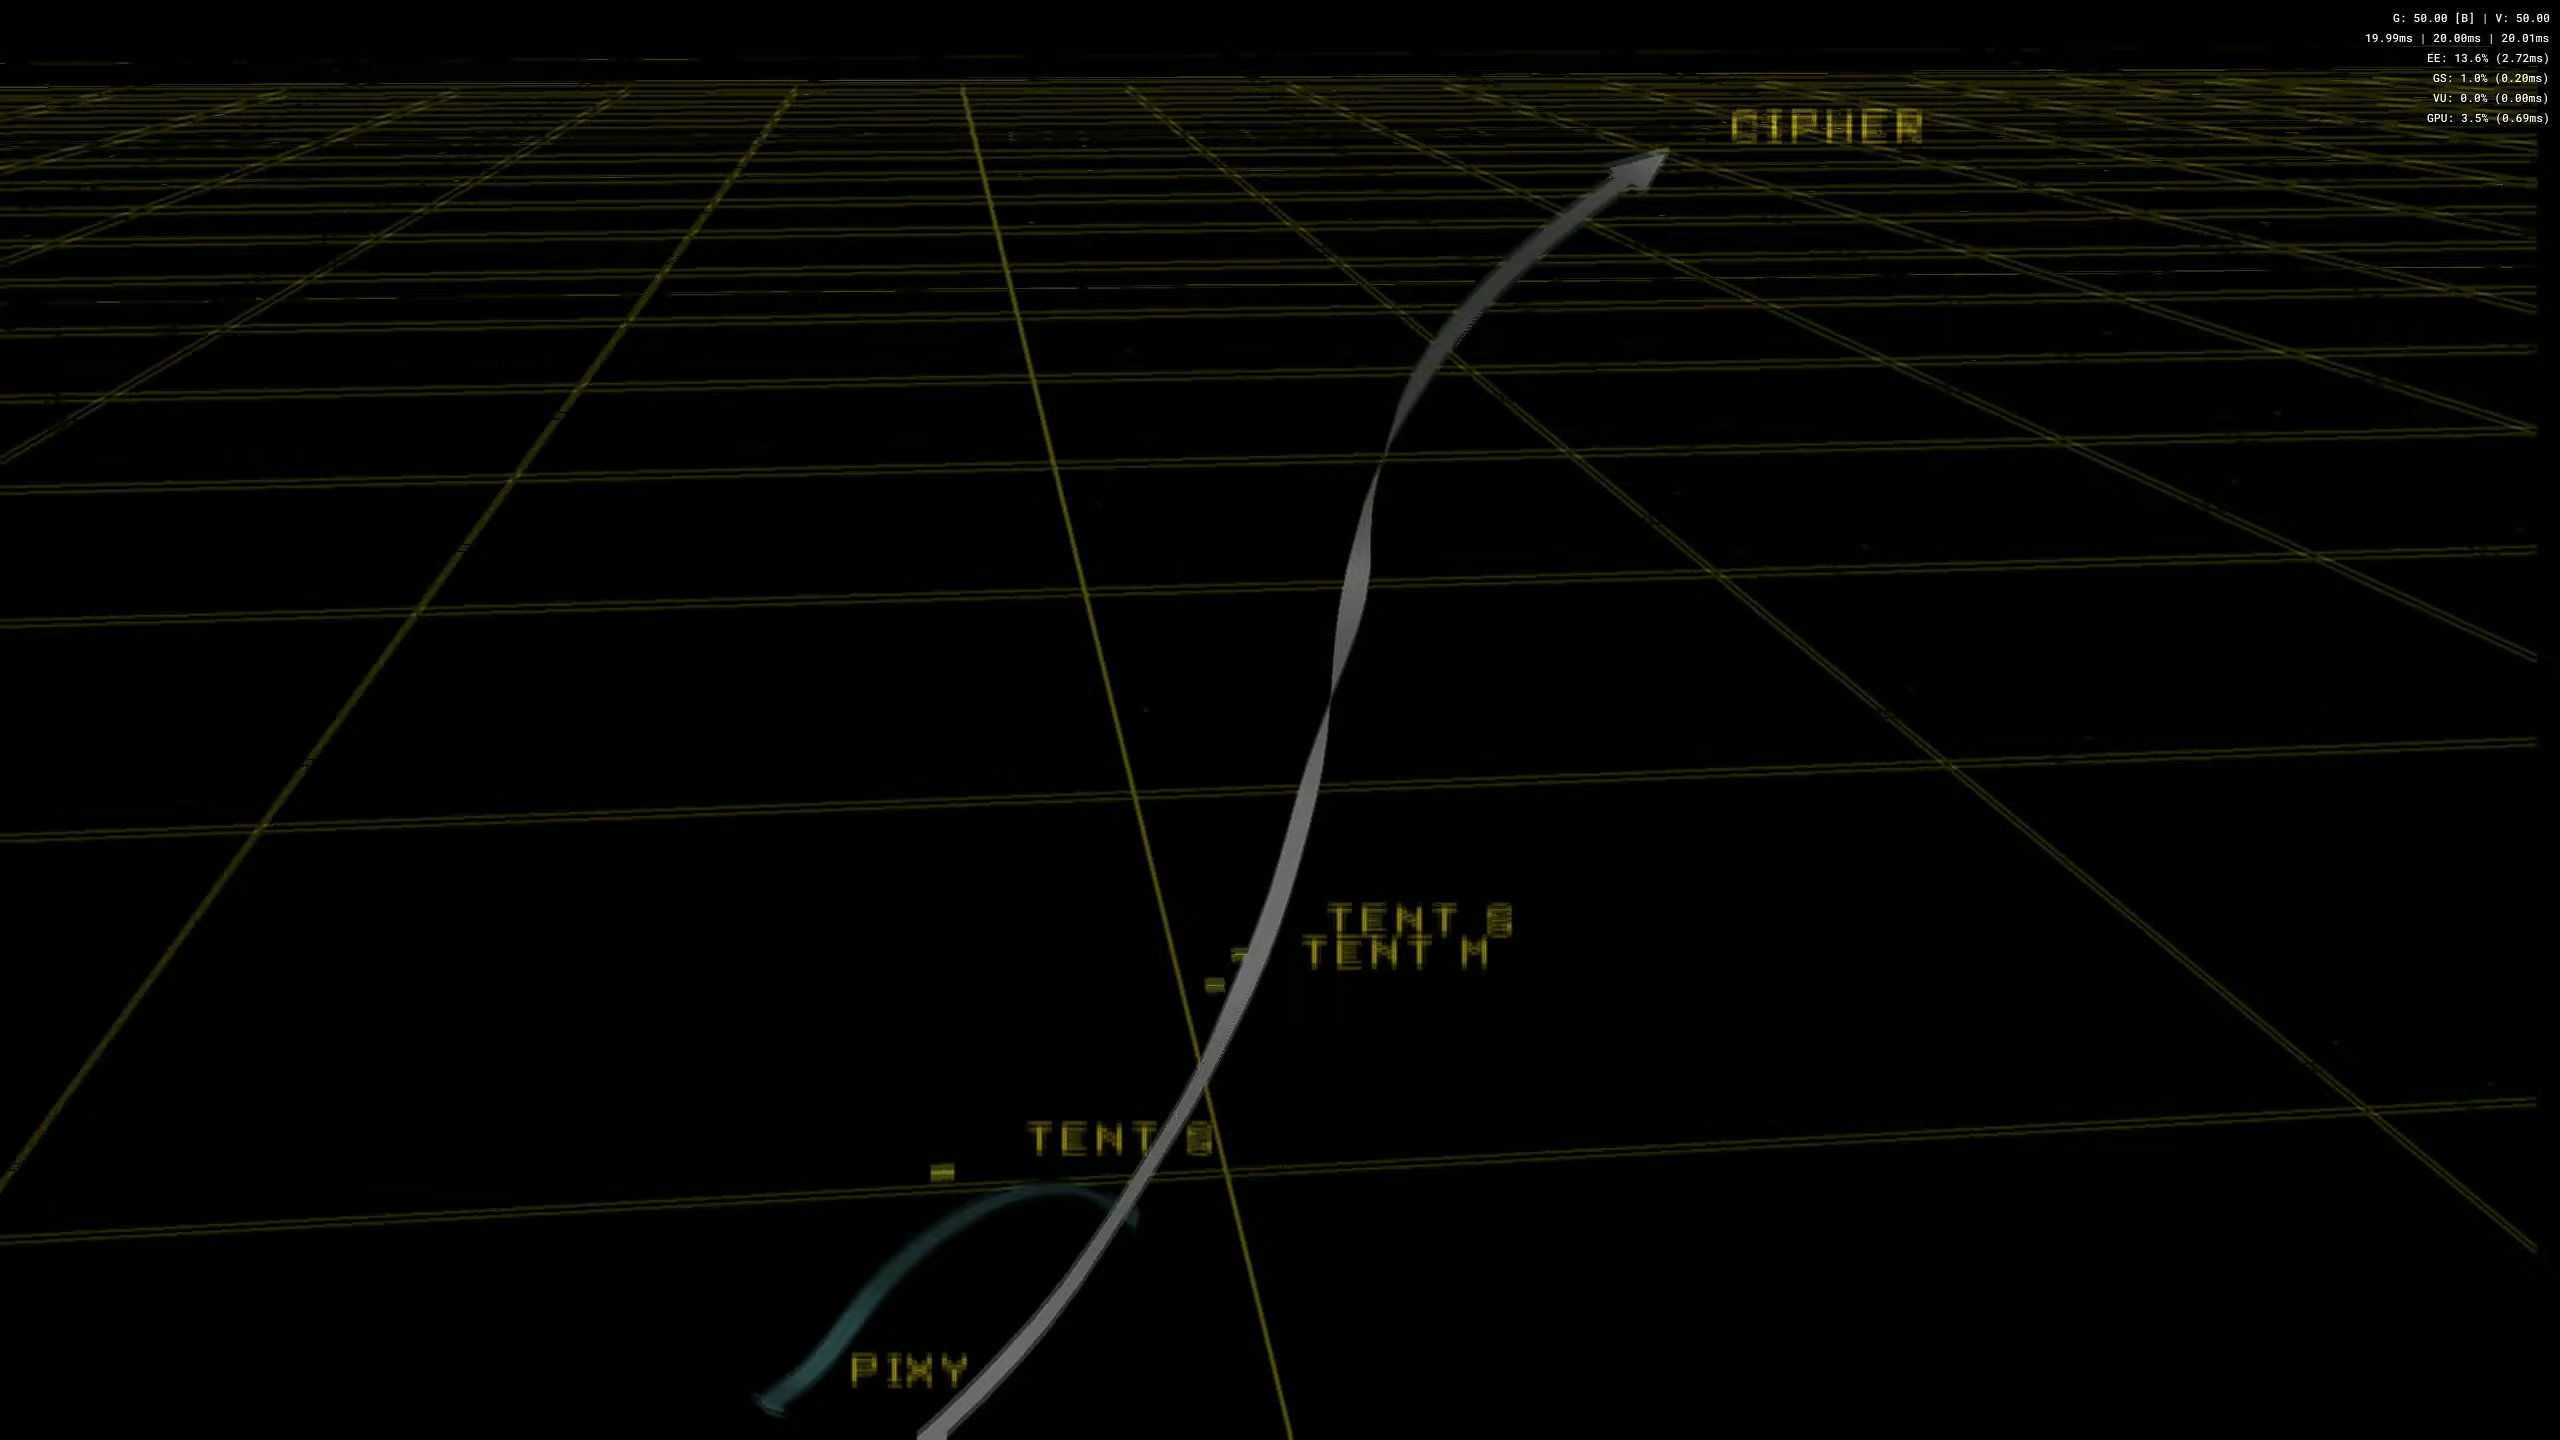 G: 50.00 [B] | V: 50.00
19.99ms | 20.00ms | 20.01ms
EE: 13.6% (2.72ms)
GS: 1.0% (0.20ms)
VU: 0.0% (0.00ms)
GPU: 3.5% (0.69ms)
CIPHER
TENT
TENT M
TENT
PIXY